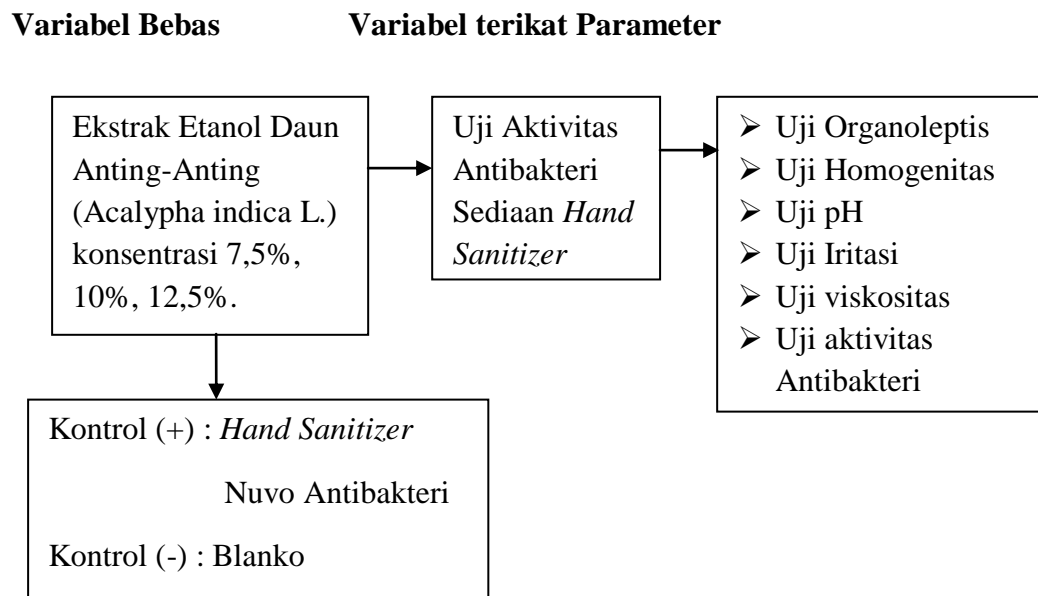 Variabel Bebas Variabel terikat Parameter
Ekstrak Etanol Daun
Anting-Anting
(Acalypha indica L.)
konsentrasi 7,5%,
10%, 12,5%.
Uji Aktivitas
Antibakteri
Sediaan Hand
Sanitizer
➢ Uji Organoleptis
➢ Uji Homogenitas
➢ Uji pH
➢ Uji Iritasi
➢ Uji viskositas
➢ Uji aktivitas
Antibakteri
Kontrol (+) : Hand Sanitizer
Nuvo Antibakteri
Kontrol (-) : Blanko